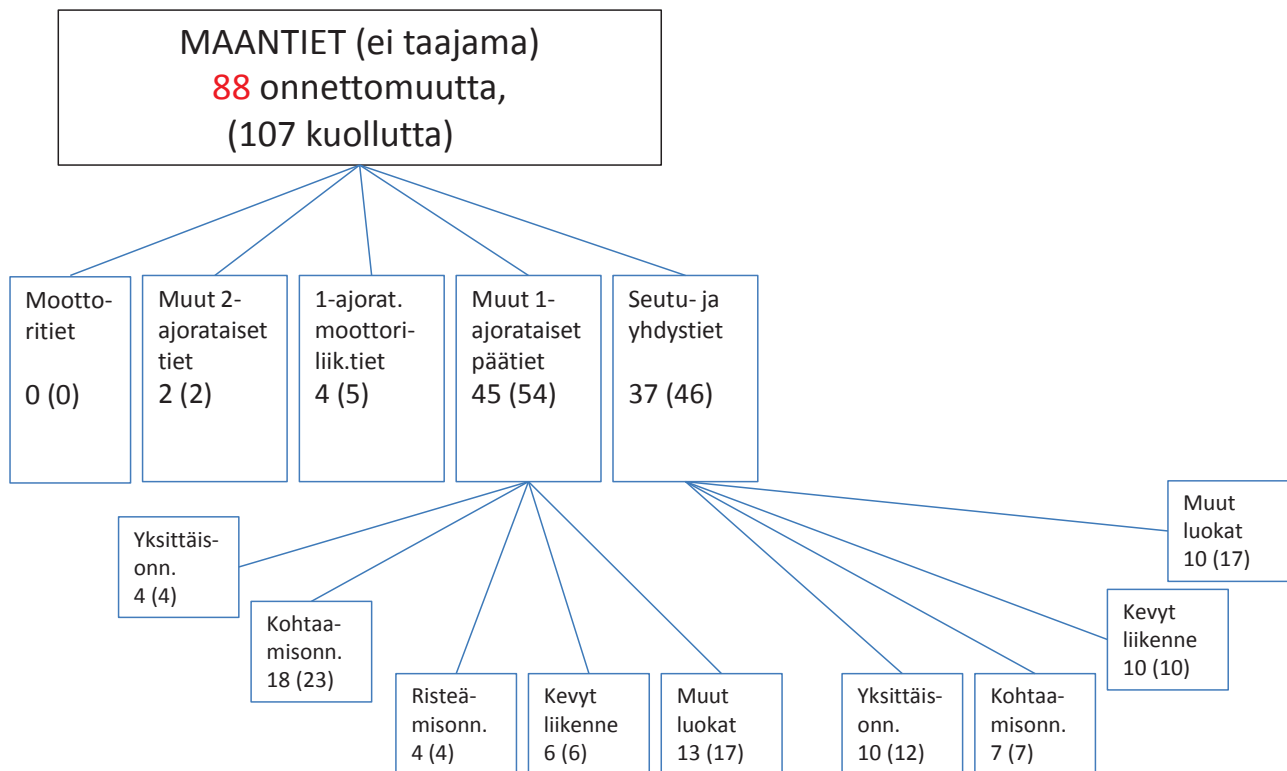 MAANTIET (ei taajama)
88 onnettomuutta,
(107 kuollutta)
Mootto-
ritiet
0 (0)
Muut 2-
ajorataiset
tiet
2 (2)
1-ajorat.
moottori-
liik.tiet
4 (5)
Muut 1-
ajorataiset
päätiet
45 (54)
Seutu- ja
yhdystiet
37 (46)
Yksittäis-
onn.
4 (4)
Kohtaa-
misonn.
18 (23)
Risteä-
misonn.
4 (4)
Kevyt
liikenne
6 (6)
Muut
luokat
13 (17)
Yksittäis-
onn.
10 (12)
Kohtaa-
misonn.
7 (7)
Kevyt
liikenne
10 (10)
Muut
luokat
10 (17)